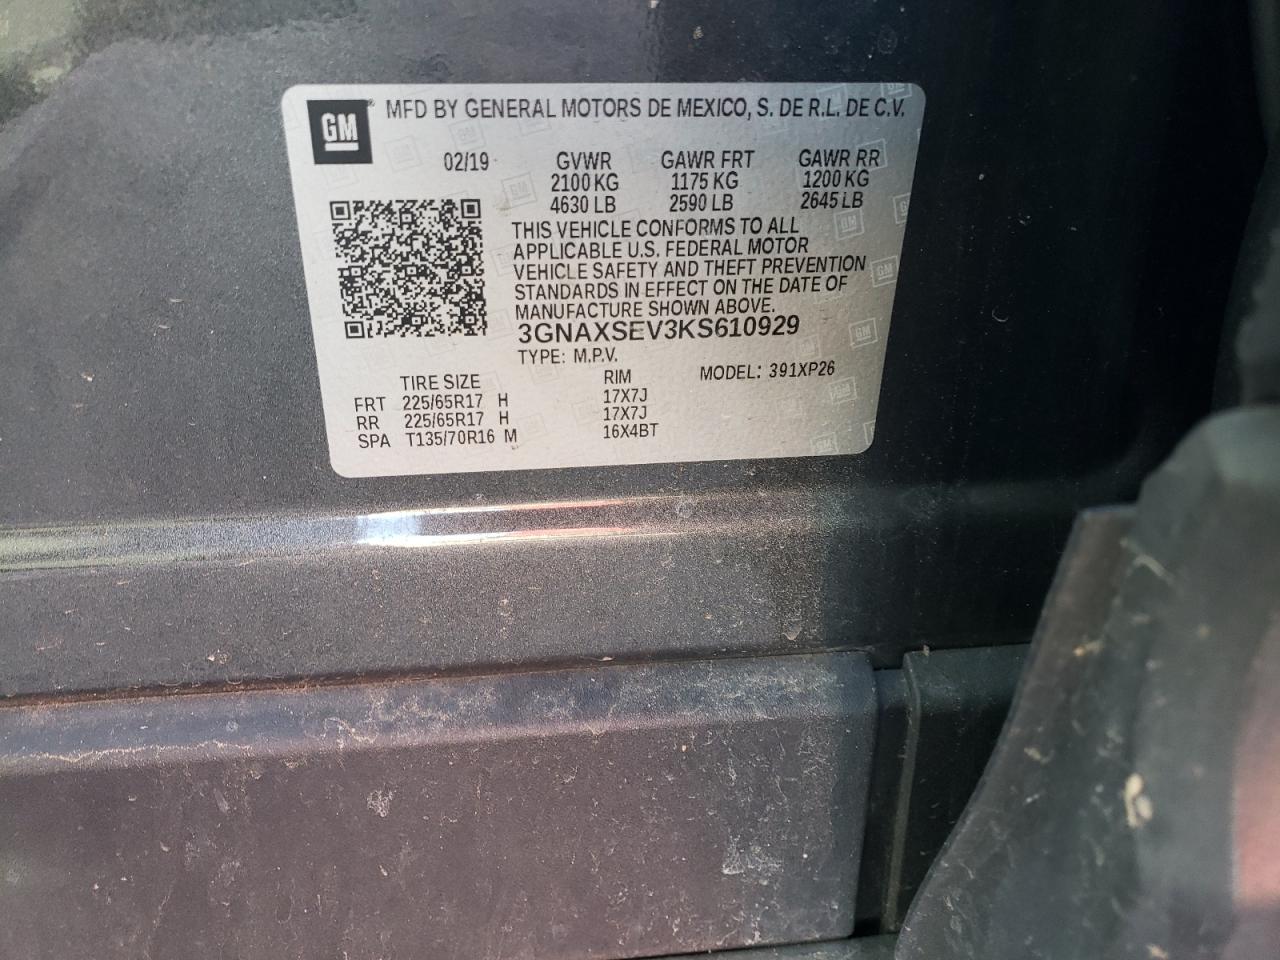 GM ® MFD BY GENERAL MOTORS DE MEXICO, S. DE R.L. DE C.V.
02/19 GVWR GAWR FRT GAWR RR
2100 KG 1175 KG 1200 KG
4630 LB 2590 LB 2645 LB
THIS VEHICLE CONFORMS TO ALL
APPLICABLE U.S. FEDERAL MOTOR
VEHICLE SAFETY AND THEFT PREVENTION
STANDARDS IN EFFECT ON THE DATE OF
MANUFACTURE SHOWN ABOVE.
3GNAXSEV3KS610929
TYPE: M.P.V. MODEL: 391XP26
TIRE SIZE RIM
FRT 225/65R17 H 17X7J
RR 225/65R17 H 17X7J
SPA T135/70R16 M 16X4BT